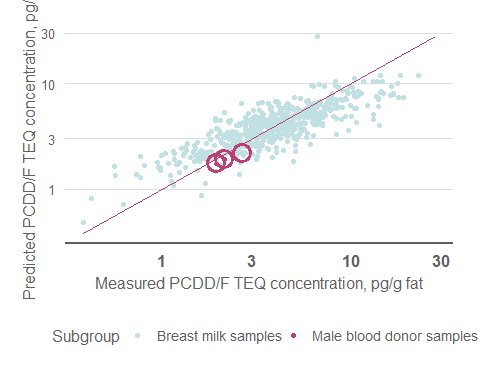 Predicted PCDD/F TEQ concentration, pg/
30
10
3
1
1 3 10 30
Measured PCDD/F TEQ concentration, pg/g fat
Subgroup Breast milk samples Male blood donor samples